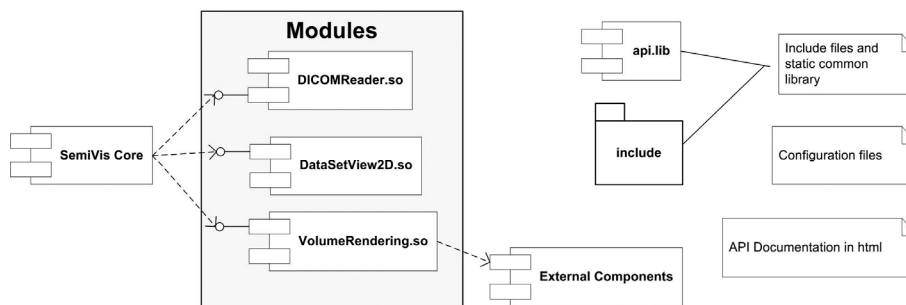 Modules
DICOMReader.so
SemiVis Core
DataSetView2D.so
VolumeRendering.so
External Components
api.lib
include
Include files and
static common
library
Configuration files
API Documentation in html